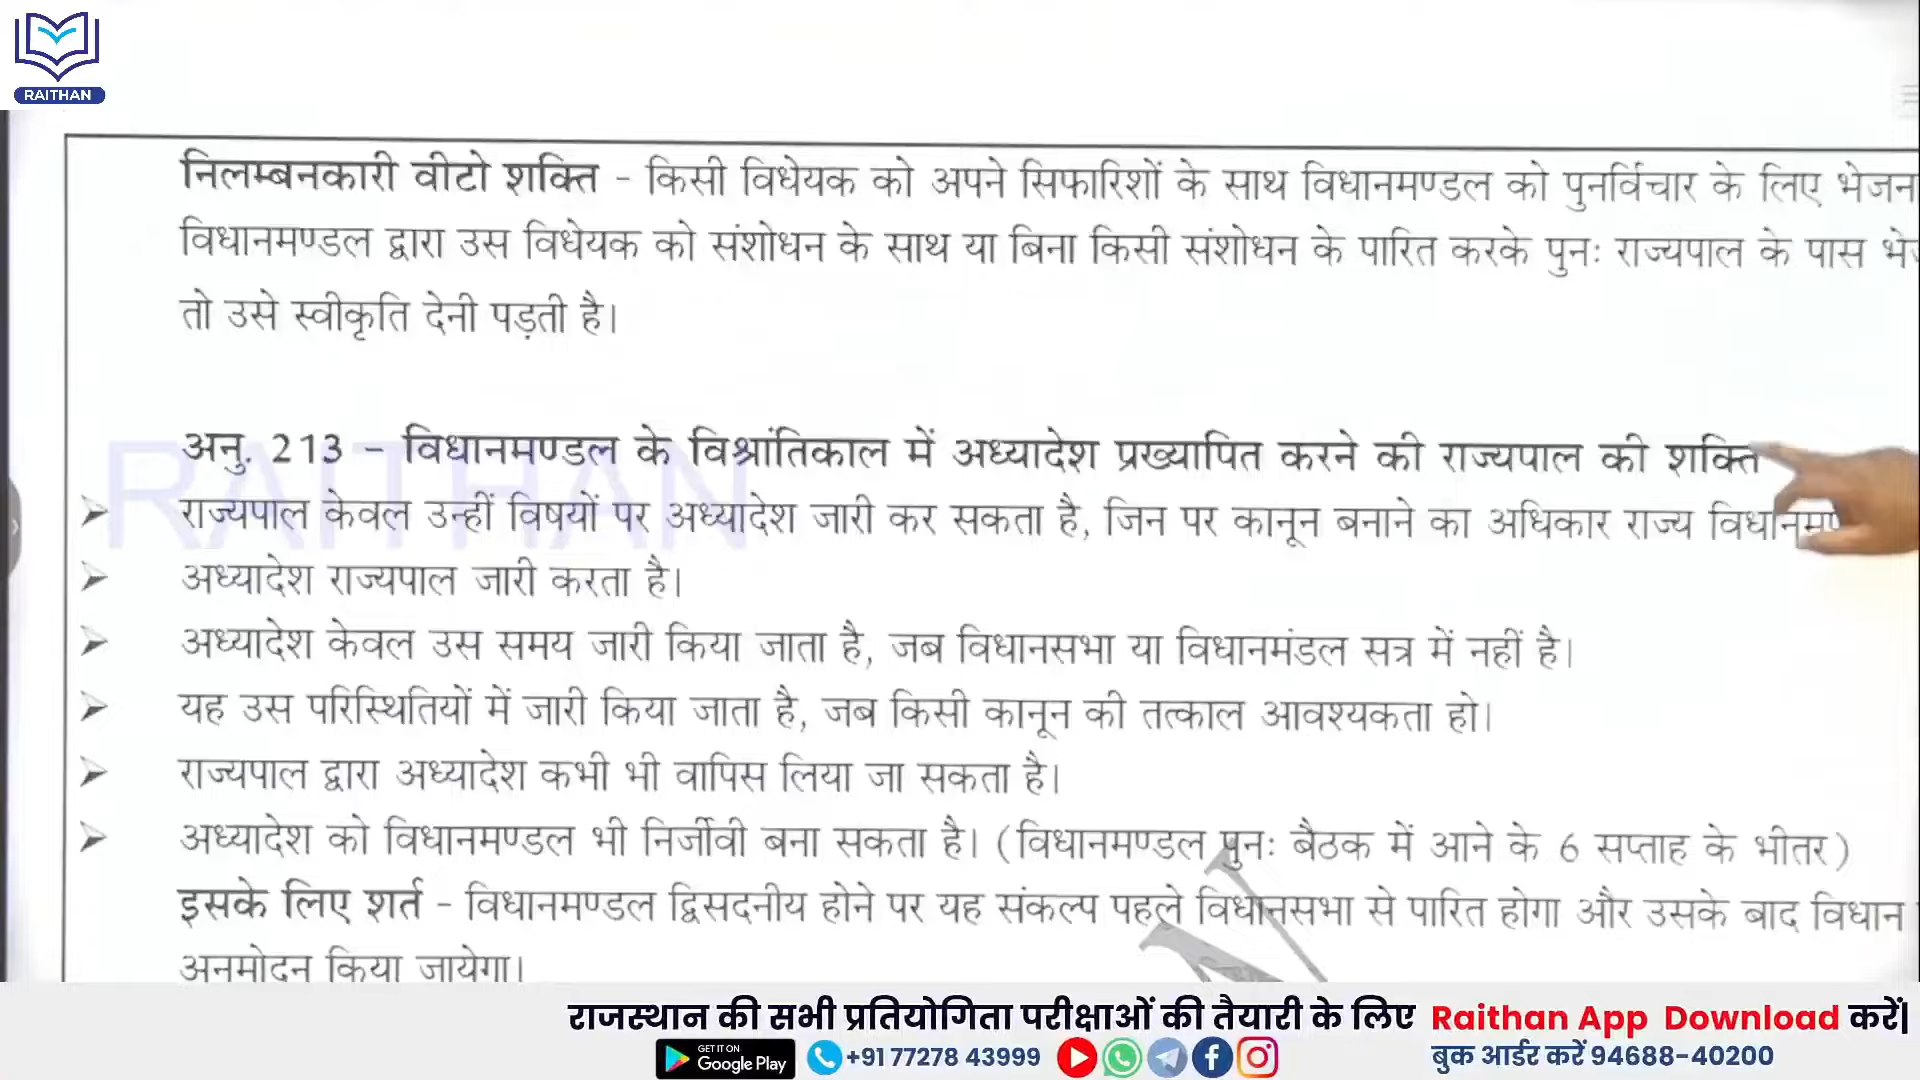 RAITHAN
निलम्बनकारी वीटो शक्ति - किसी विधेयक को अपने सिफारिशों के साथ विधानमण्डल को पुनर्विचार के लिए
विधानमण्डल द्वारा उस विधेयक को संशोधन के साथ या बिना किसी संशोधन के पारित करके पुनः राज्यपाल के पास
तो उसे स्वीकृति देनी पड़ती है।
अनु. 213 - विधानमण्डल के विश्रांतिकाल में अध्यादेश प्रख्यापित करने की राज्यपाल की शक्ति
राज्यपाल केवल उन्हीं विषयों पर अध्यादेश जारी कर सकता है, जिन पर कानून बनाने का अधिकार राज्य
अध्यादेश राज्यपाल जारी करता है।
अध्यादेश केवल उस समय जारी किया जाता है, जब विधानसभा या विधानमंडल सत्र में नहीं है।
यह उस परिस्थितियों में जारी किया जाता है, जब किसी कानून की तत्काल आवश्यकता हो।
राज्यपाल द्वारा अध्यादेश कभी भी वापिस लिया जा सकता है।
अध्यादेश को विधानमण्डल भी निर्जीवी बना सकता है। (विधानमण्डल पुनः बैठक में आने के 6 सप्ताह के भीतर)
इसके लिए शर्त - विधानमण्डल द्विसदनीय होने पर यह संकल्प पहले विधानसभा से पारित होगा और उसके बाद विधान
अनुमोदन किया जायेगा।
RAITHAN
राजस्थान की सभी प्रतियोगिता परीक्षाओं की तैयारी के लिए Raithan App Download करें|
GET IT ON
Google Play
+91 77278 43999
बुक आर्डर करें 94688-40200